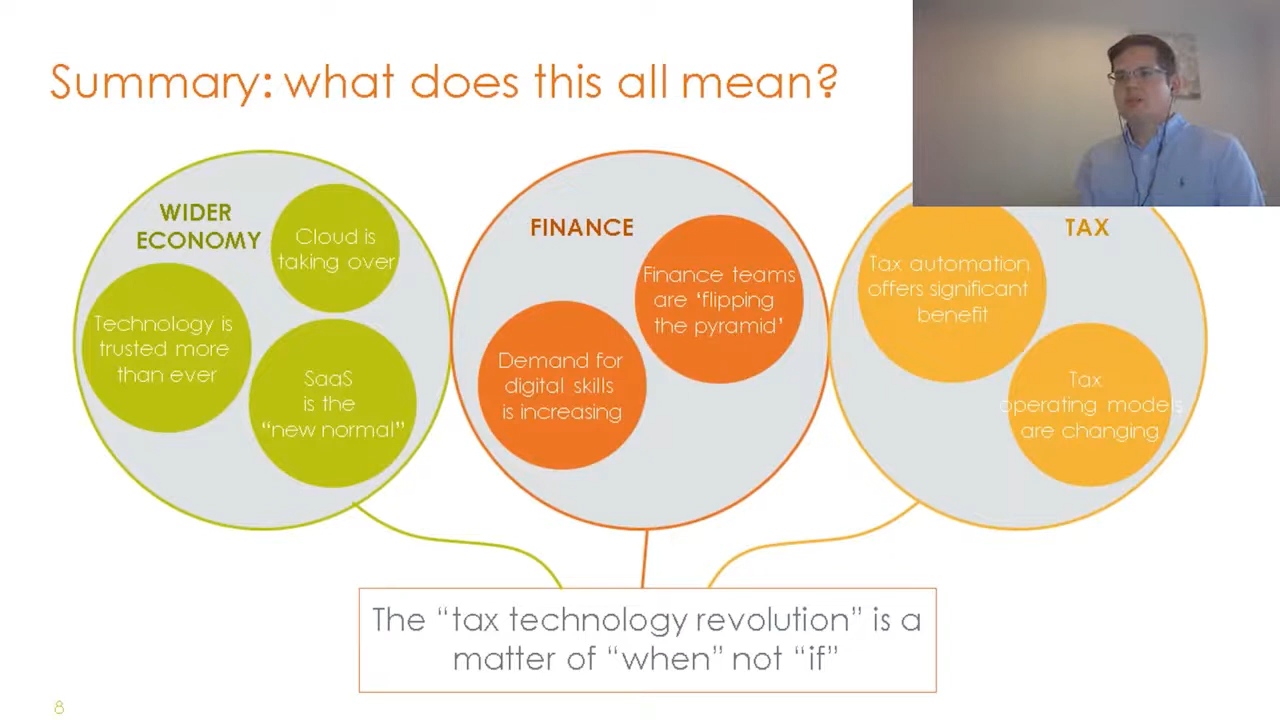 Summary: what does this all mean?
WIDER
ECONOMY
Cloud is
taking over
Technology is
trusted more
than ever
SaaS
is the
“new normal”
FINANCE
Finance teams
are ‘flipping
the pyramid’
Demand for
digital skills
is increasing
TAX
Tax automation
offers significant
benefit
Tax
operating models
are changing
The “tax technology revolution” is a
matter of “when” not “if”
8